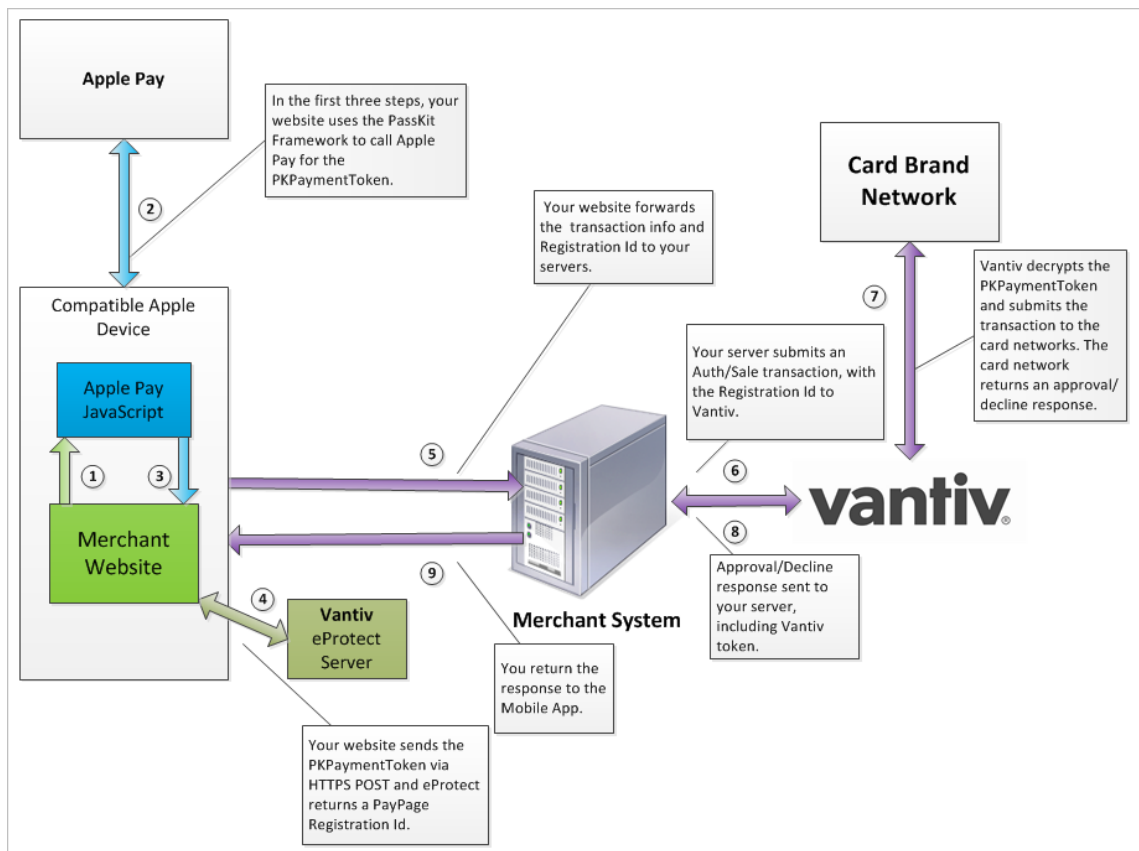 Apple Pay
In the first three steps, your
website uses the PassKit
Framework to call Apple
Pay for the
PKPaymentToken.
2
Card Brand
Network
Your website forwards
the  transaction info and
Registration Id to your
servers.
Vantiv decrypts the
PKPaymentToken
and submits the
transaction to the
card networks. The
card network
returns an approval/
decline response.
7
Compatible Apple
Device
Apple Pay
JavaScript
1
3
Merchant
Website
4
Vantiv
eProtect
Server
5
Your server submits an
Auth/Sale transaction, with
the Registration Id to
Vantiv.
6
vantiv®
8
9
Merchant System
Approval/Decline
response sent to
your server,
including Vantiv
token.
You return the
response to the
Mobile App.
Your website sends the
PKPaymentToken via
HTTPS POST and eProtect
returns a PayPage
Registration Id.